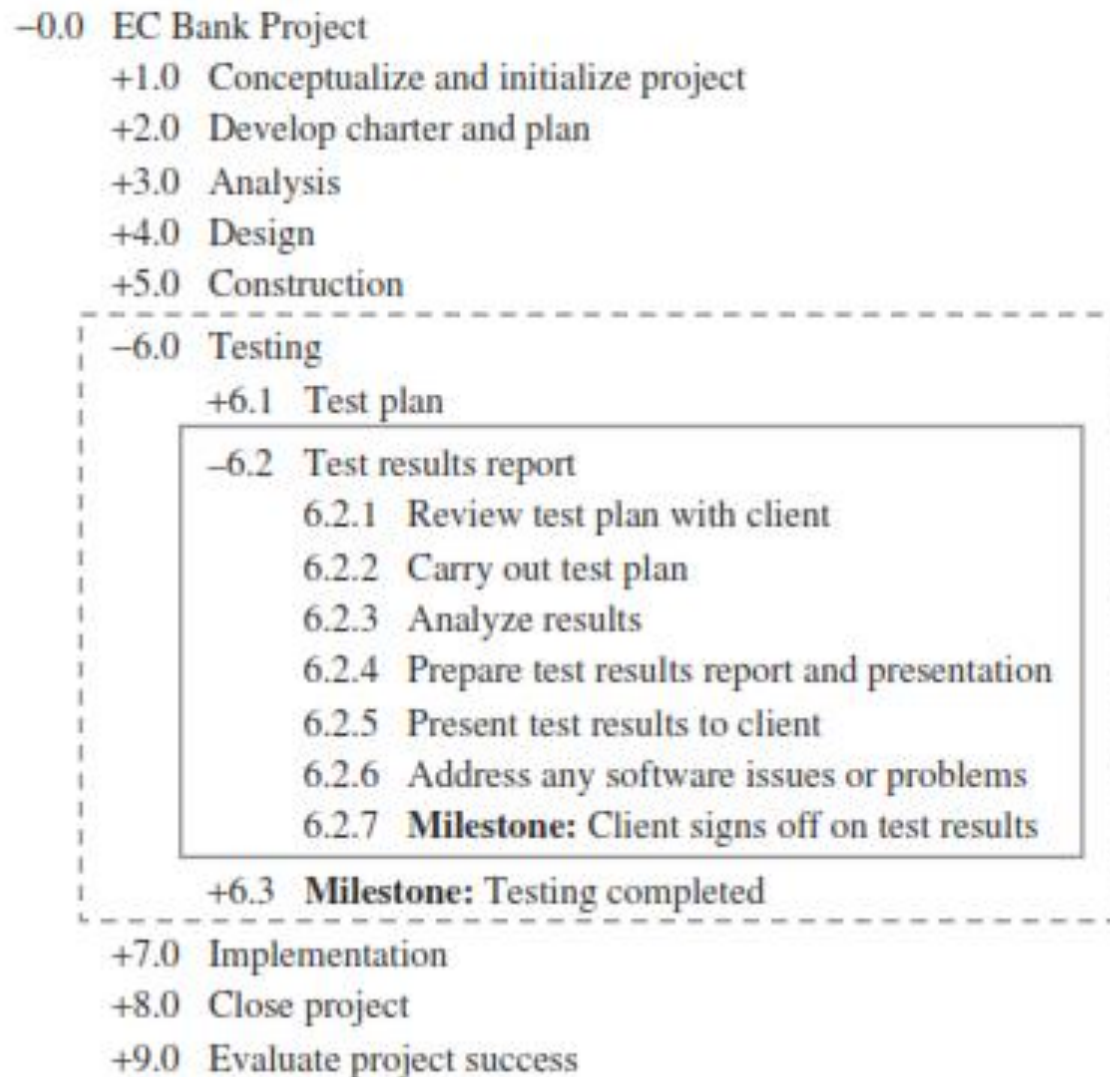 –0.0 EC Bank Project
+1.0 Conceptualize and initialize project
+2.0 Develop charter and plan
+3.0 Analysis
+4.0 Design
+5.0 Construction
–6.0 Testing
+6.1 Test plan
–6.2 Test results report
6.2.1 Review test plan with client
6.2.2 Carry out test plan
6.2.3 Analyze results
6.2.4 Prepare test results report and presentation
6.2.5 Present test results to client
6.2.6 Address any software issues or problems
6.2.7 Milestone: Client signs off on test results
+6.3 Milestone: Testing completed
+7.0 Implementation
+8.0 Close project
+9.0 Evaluate project success